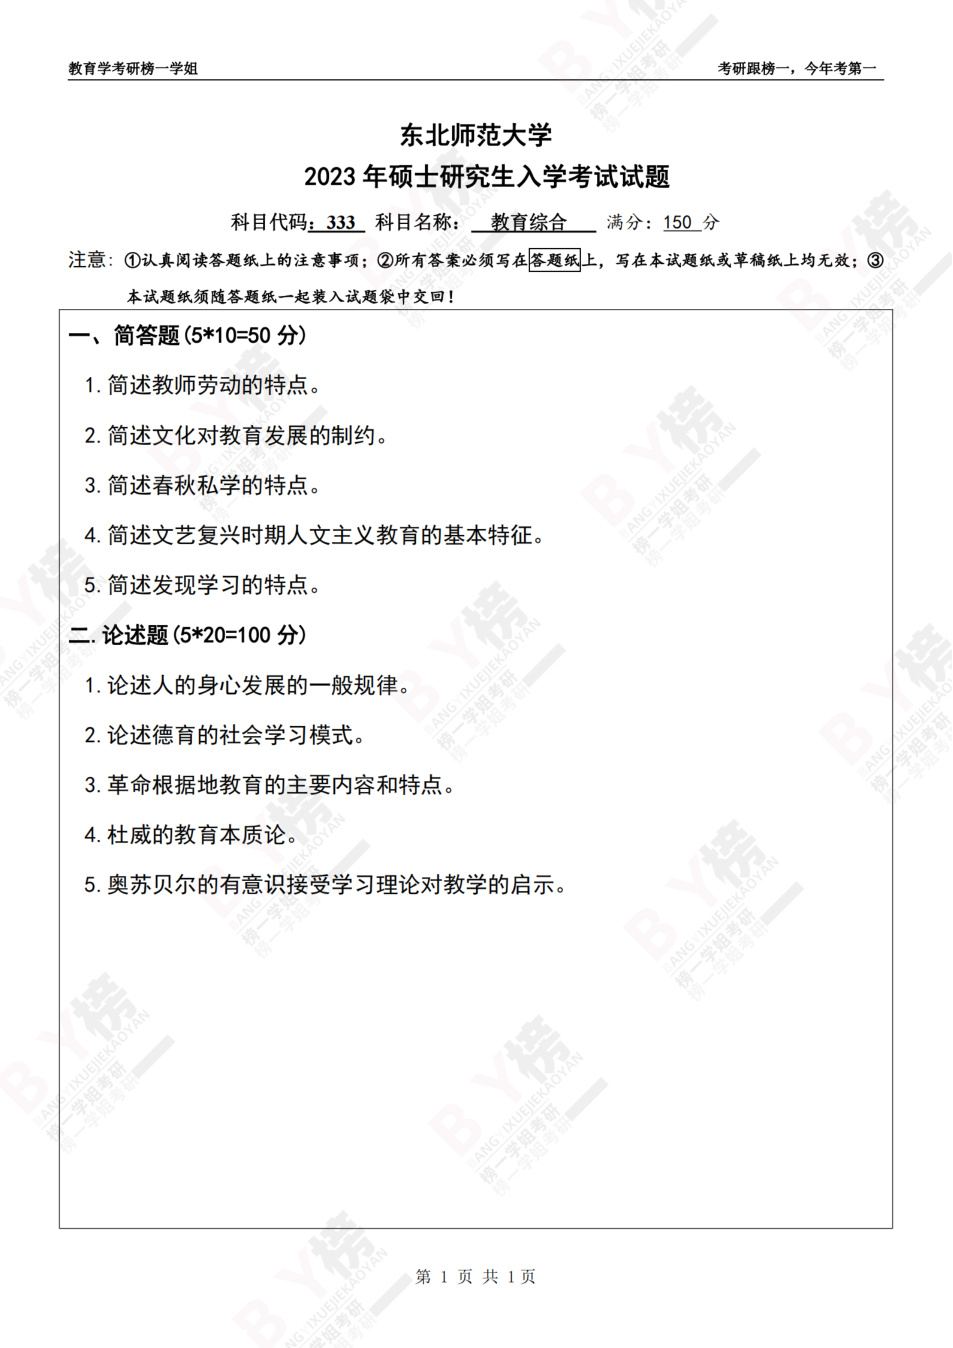 教育学考研榜一学姐 考研跟榜一，今年考第一
东北师范大学
2023 年硕士研究生入学考试试题
科目代码：333 科目名称： 教育综合 满分：150 分
注意：①认真阅读答题纸上的注意事项；②所有答案必须写在答题纸上，写在本试题纸或草稿纸上均无效；③
本试题纸须随答题纸一起装入试题袋中交回！
一、简答题(5*10=50 分)
1.简述教师劳动的特点。
2.简述文化对教育发展的制约。
3.简述春秋私学的特点。
4.简述文艺复兴时期人文主义教育的基本特征。
5.简述发现学习的特点。
二.论述题(5*20=100 分)
1.论述人的身心发展的一般规律。
2.论述德育的社会学习模式。
3.革命根据地教育的主要内容和特点。
4.杜威的教育本质论。
5.奥苏贝尔的有意识接受学习理论对教学的启示。
第 1 页 共 1 页